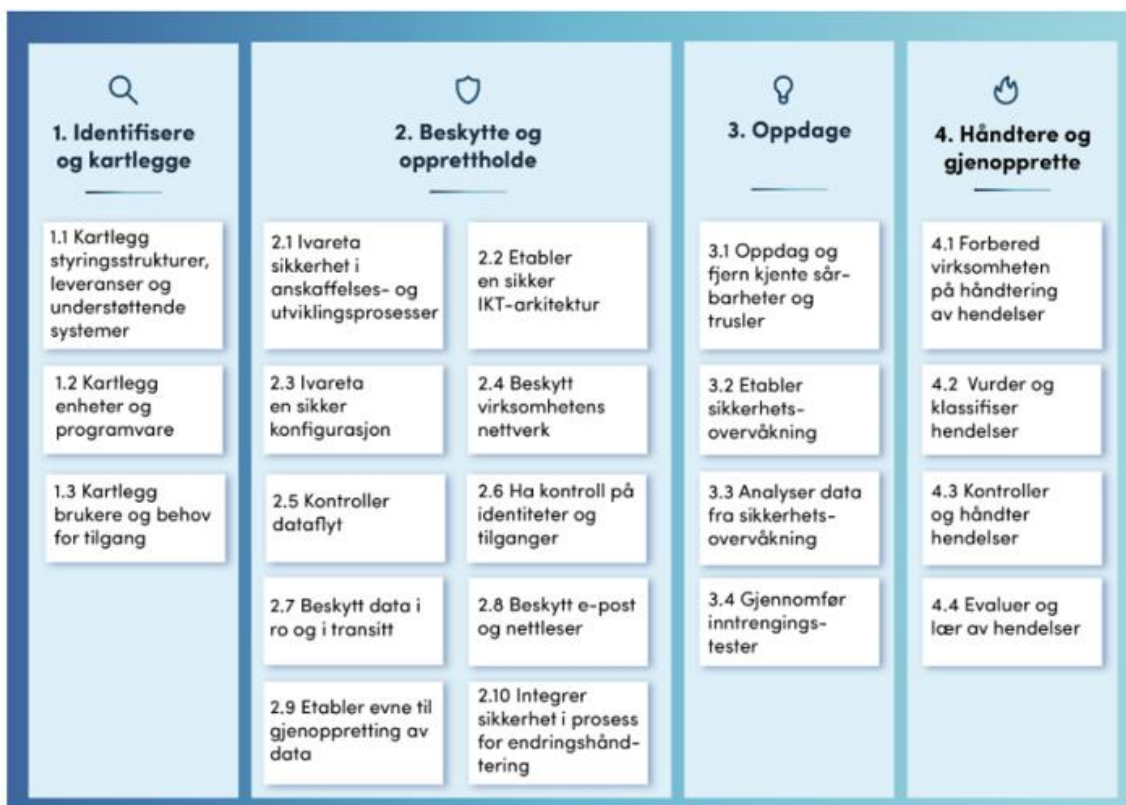 1. Identifisere
og kartlegge
1.1 Kartlegg
styringsstrukturer,
leveranser og
understøttende
systemer
1.2 Kartlegg
enheter og
programvare
1.3 Kartlegg
brukere og behov
for tilgang
2. Beskytte og
opprettholde
2.1 Ivareta
sikkerhet i
anskaffelses- og
utviklingsprosesser
2.2 Etabler
en sikker
IKT-arkitektur
2.3 Ivareta
en sikker
konfigurasjon
2.4 Beskytt
virksomhetens
nettverk
2.5 Kontroller
dataflyt
2.6 Ha kontroll på
identiteter og
tilganger
2.7 Beskytt data i
ro og i transitt
2.8 Beskytt e-post
og nettleser
2.9 Etabler evne til
gjenoppretting av
data
2.10 Integrer
sikkerhet i prosess
for endringshånd-
tering
3. Oppdage
3.1 Oppdag og
fjern kjente sår-
barheter og
trusler
3.2 Etabler
sikkerhets-
overvåkning
3.3 Analyser data
fra sikkerhets-
overvåkning
3.4 Gjennomfør
inntrengings-
tester
4. Håndtere og
gjenopprette
4.1 Forbered
virksomheten
på håndtering
av hendelser
4.2 Vurder og
klassifiser
hendelser
4.3 Kontroller
og håndter
hendelser
4.4 Evaluer og
lær av hendelser